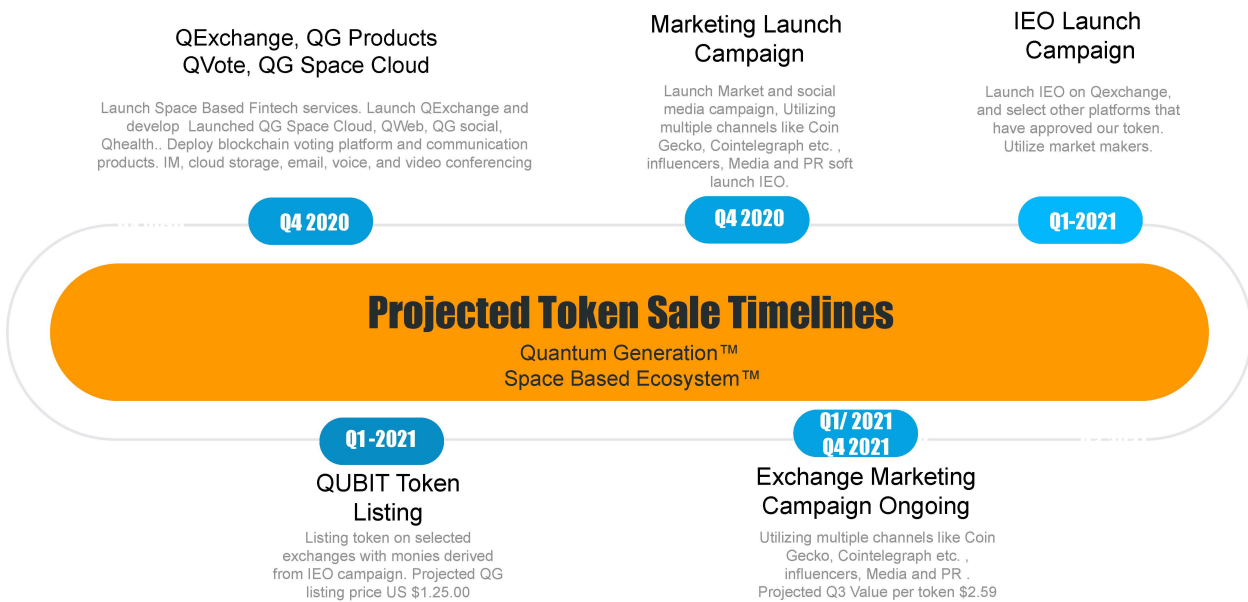 QExchange, QG Products
QVote, QG Space Cloud
Launch Space Based Fintech services. Launch QExchange and
develop Launched QG Space Cloud, QWeb, QG social,
Qhealth.. Deploy blockchain voting platform and communication
products. IM, cloud storage, email, voice, and video conferencing
Q4 2020
Marketing Launch
Campaign
Launch Market and social
media campaign, Utilizing
multiple channels like Coin
Gecko, Cointelegraph etc. ,
influencers, Media and PR soft
launch IEO.
Q4 2020
IEO Launch
Campaign
Launch IEO on Qexchange,
and select other platforms that
have approved our token.
Utilize market makers.
Q1-2021
Projected Token Sale Timelines
Quantum Generation™
Space Based Ecosystem™
Q1 -2021
QUBIT Token
Listing
Listing token on selected
exchanges with monies derived
from IEO campaign. Projected QG
listing price US $1.25.00
Q1/ 2021
Q4 2021
Exchange Marketing
Campaign Ongoing
Utilizing multiple channels like Coin
Gecko, Cointelegraph etc. ,
influencers, Media and PR .
Projected Q3 Value per token $2.59